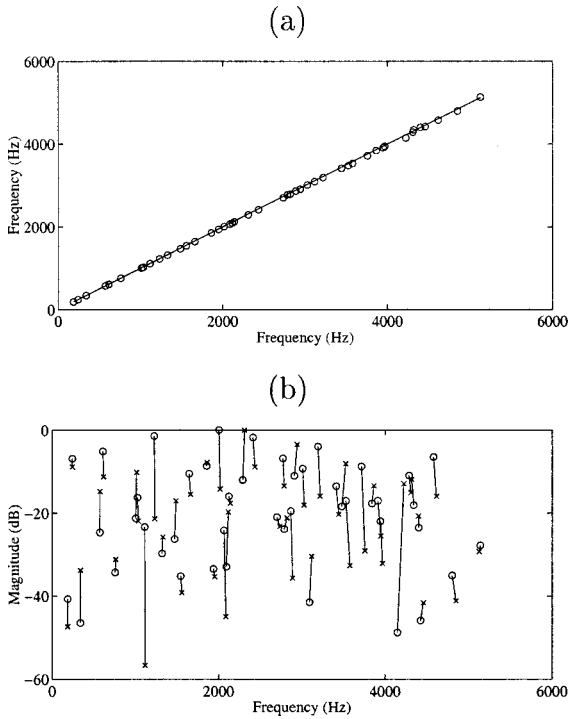 (a)
6000
4000
2000
0
Frequency (Hz)
0 2000 4000 6000
Frequency (Hz)
(b)
0
−20
−40
−60
Magnitude (dB)
0 2000 4000 6000
Frequency (Hz)